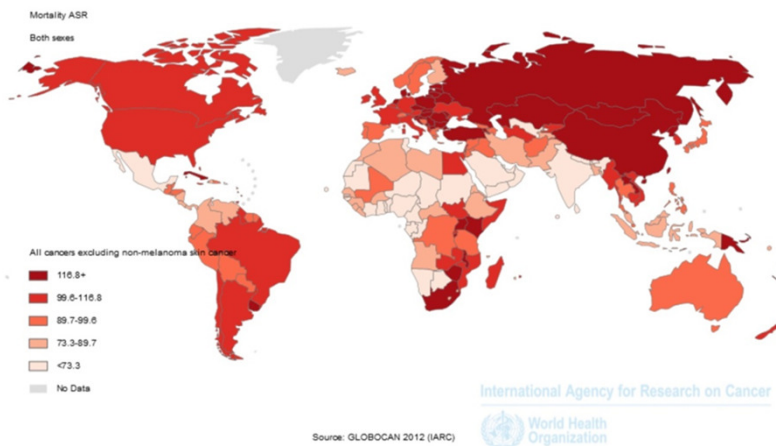 Mortality ASR
Both sexes
All cancers excluding non-melanoma skin cancer
116.8+
99.6-116.8
89.7-99.6
73.3-89.7
<73.3
No Data
International Agency for Research on Cancer
World Health
Organization
Source: GLOBOCAN 2012 (IARC)